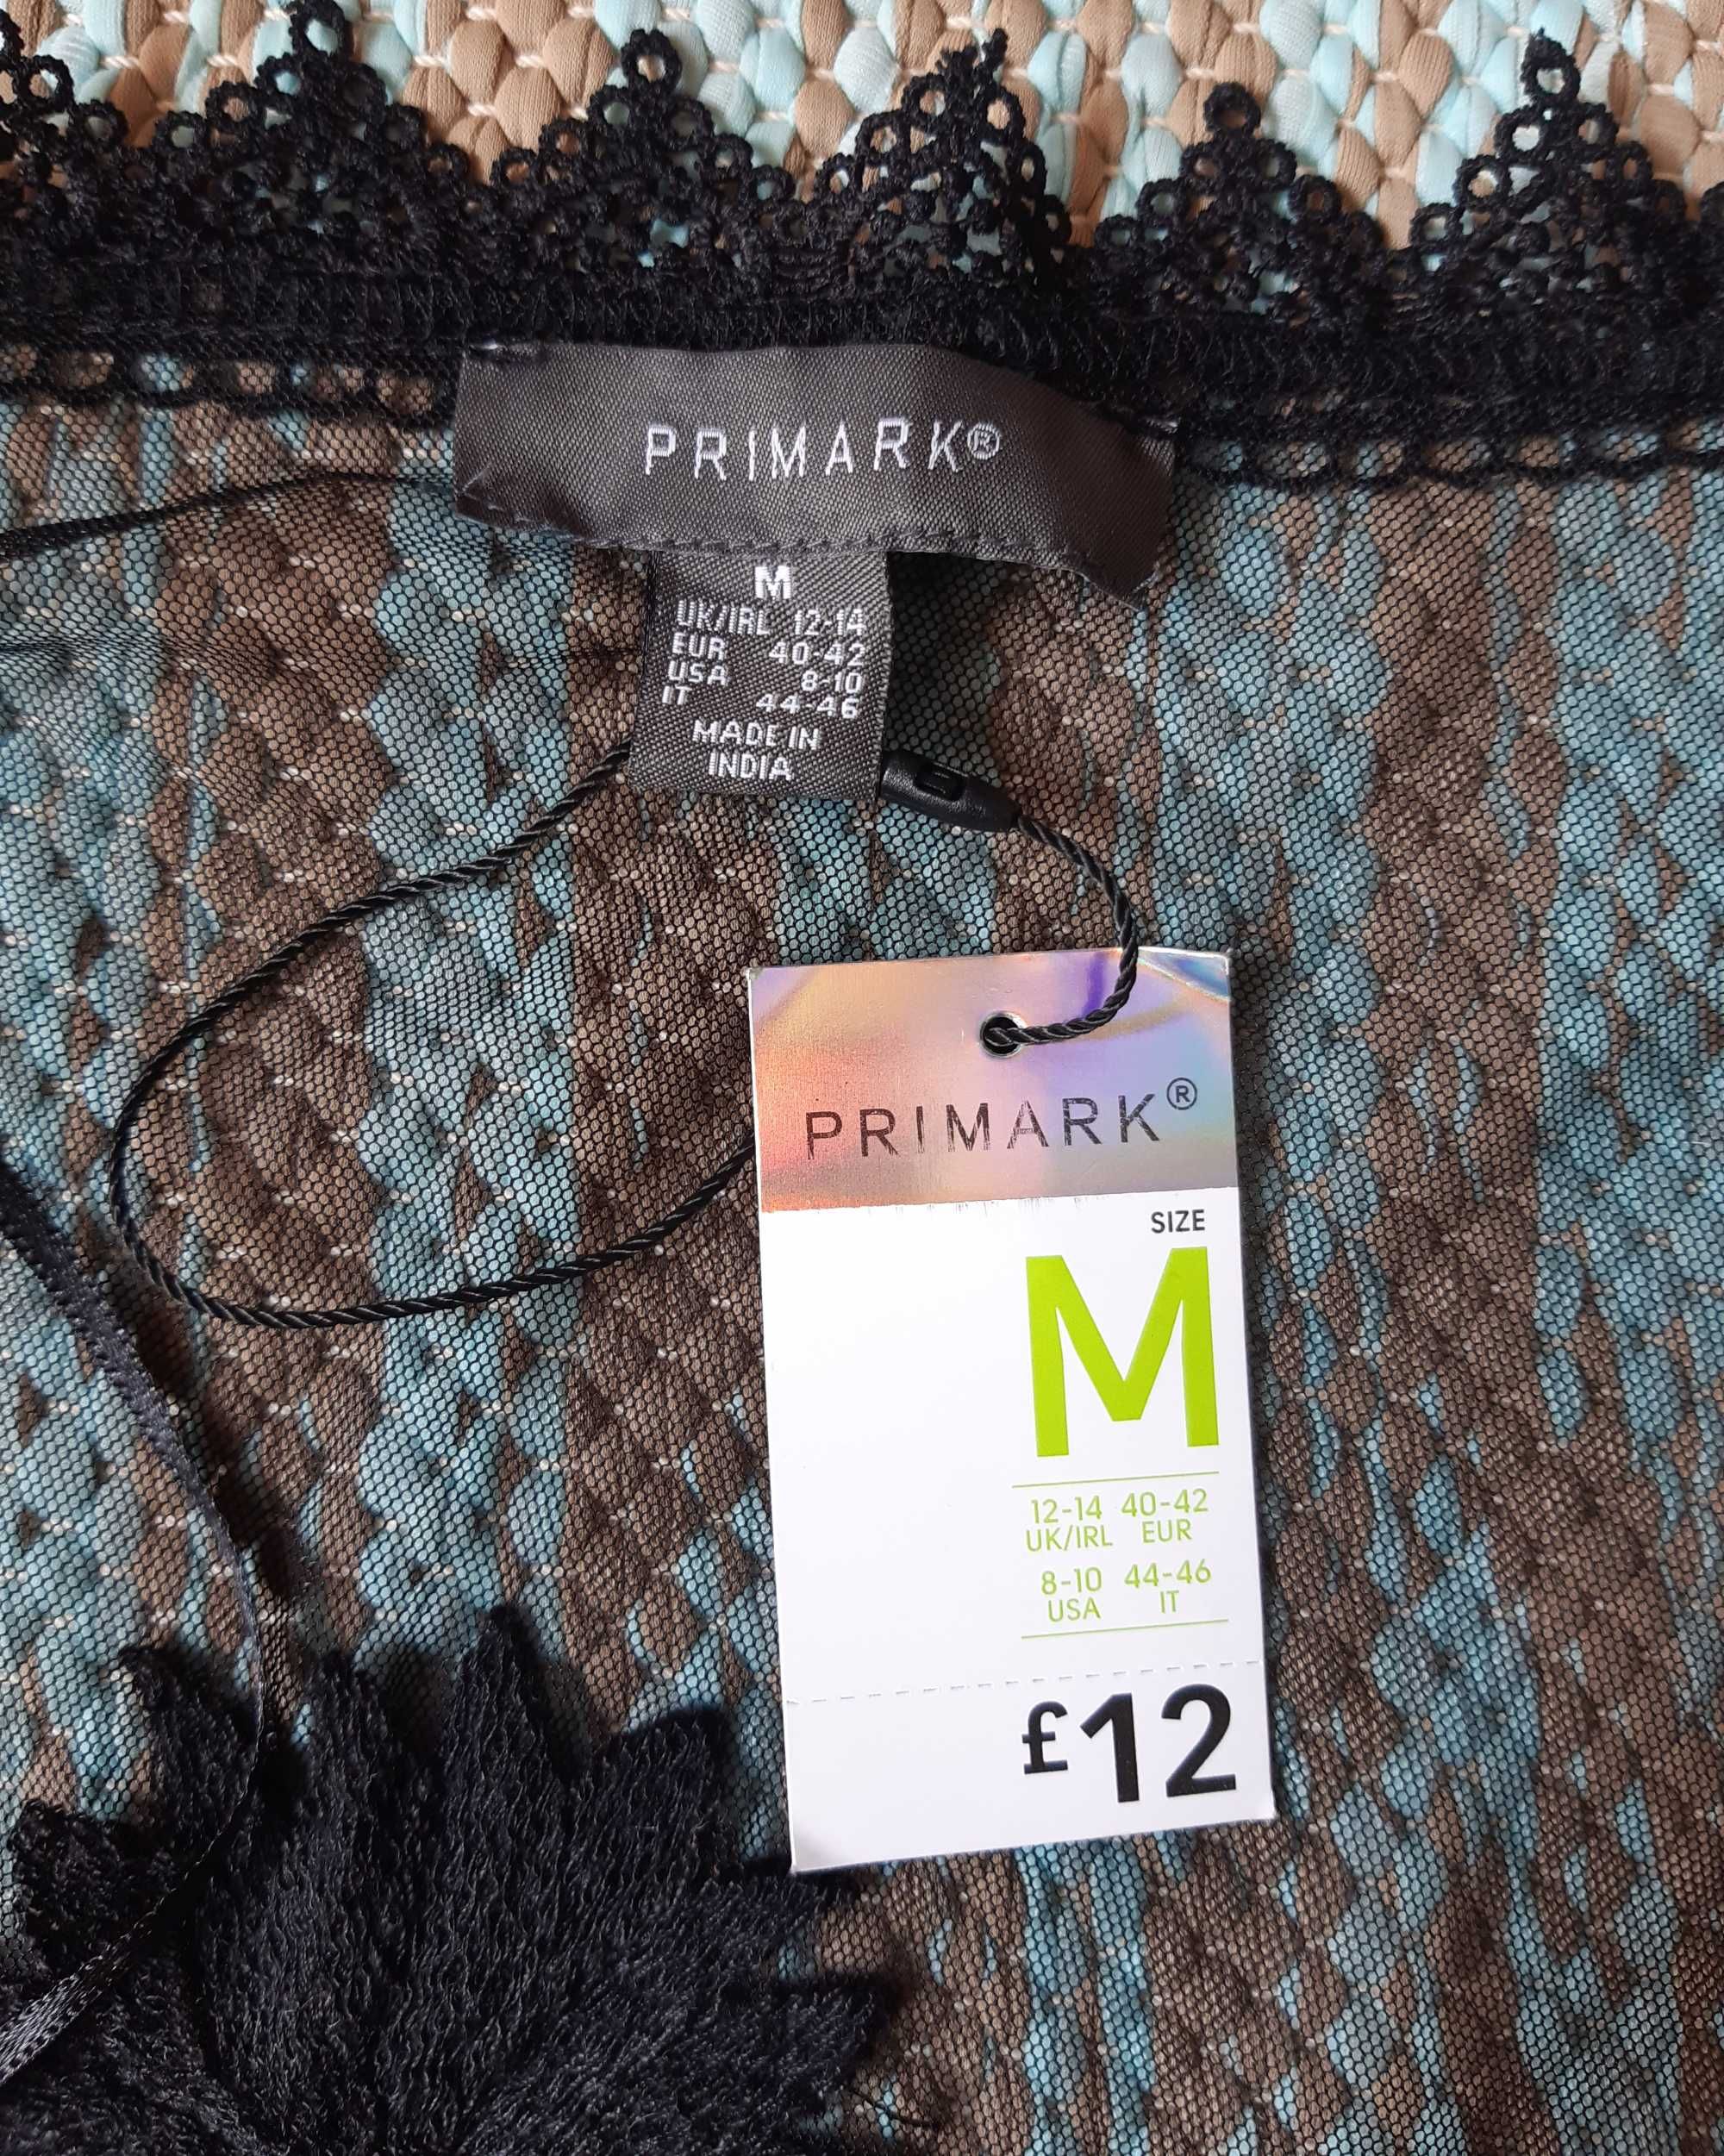 PRIMARK®
M
UK/IRL 12-14
EUR 40-42
USA 8-10
IT 44-46
MADE IN
INDIA
PRIMARK®
SIZE
M
12-14 40-42
UK/IRL EUR
8-10 44-46
USA IT
£12